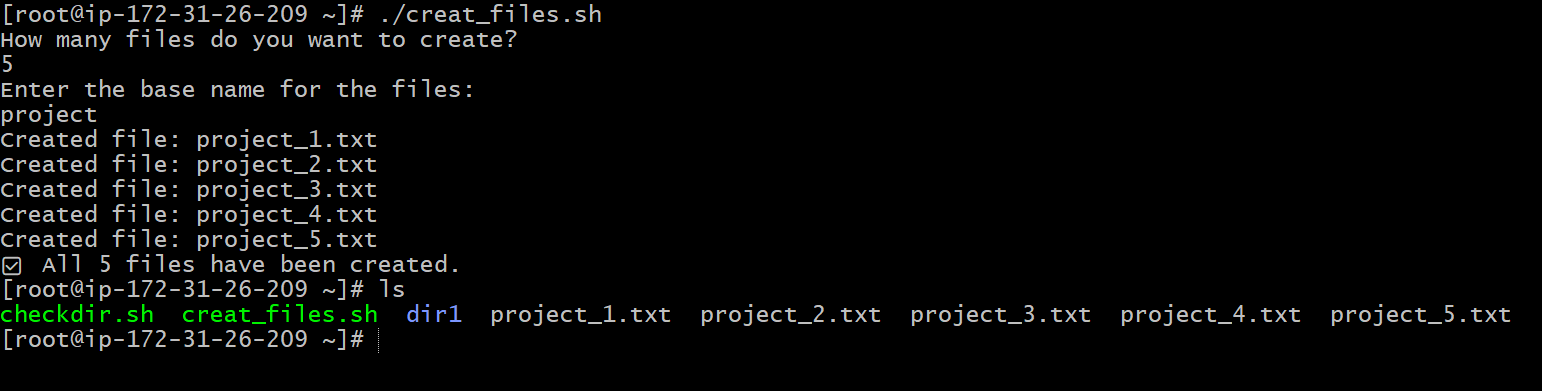 [root@ip-172-31-26-209 ~]# ./creat_files.sh
How many files do you want to create?
5
Enter the base name for the files:
project
Created file: project_1.txt
Created file: project_2.txt
Created file: project_3.txt
Created file: project_4.txt
Created file: project_5.txt
☑ All 5 files have been created.
[root@ip-172-31-26-209 ~]# ls
checkdir.sh  creat_files.sh  dir1  project_1.txt  project_2.txt  project_3.txt  project_4.txt  project_5.txt
[root@ip-172-31-26-209 ~]#